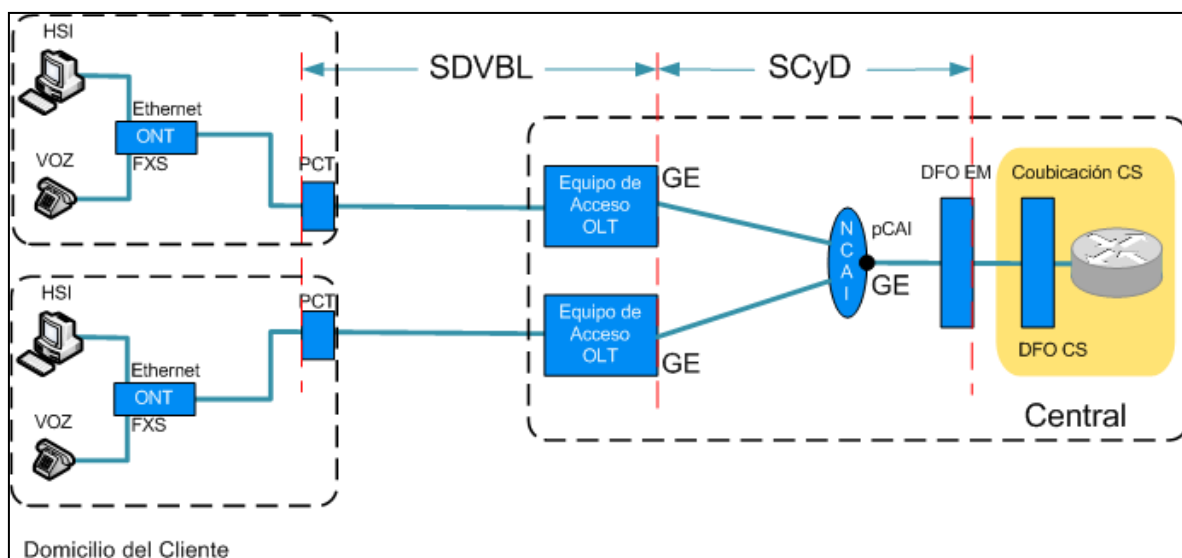 HSI
Ethernet
ONT
FXS
VOZ
PCT
SDVBL
SCyD
Equipo de
Acceso
OLT
GE
NCAI
pCAI
GE
DFO EM
Coubicación CS
DFO CS
HSI
Ethernet
ONT
FXS
VOZ
PCT
Equipo de
Acceso
OLT
GE
Central
Domicilio del Cliente